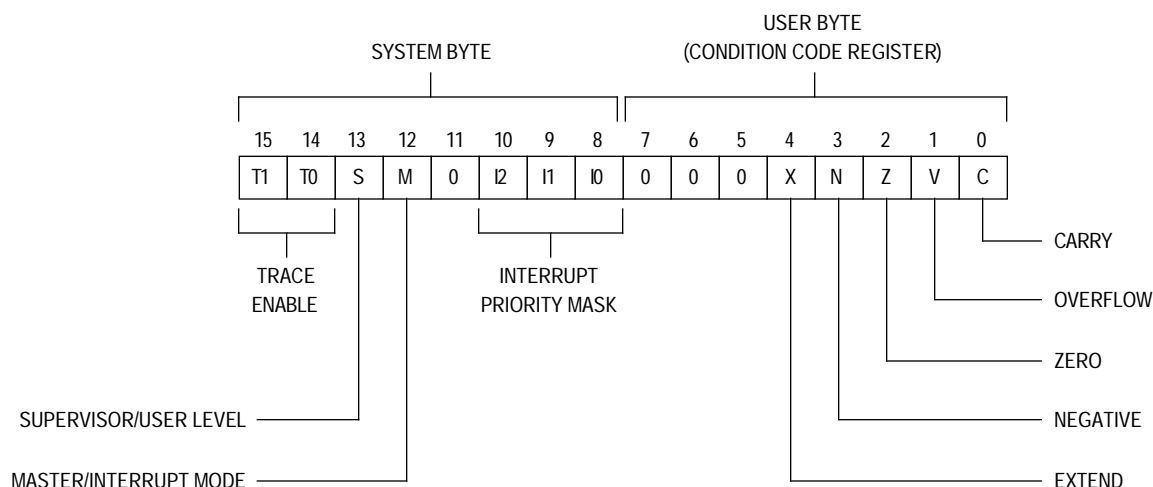 USER BYTE
SYSTEM BYTE (CONDITION CODE REGISTER)
15 14 13 12 11 10 9 8 7 6 5 4 3 2 1 0
T1 T0 S M 0 I2 I1 I0 0 0 0 X N Z V C
CARRY
TRACE INTERRUPT
ENABLE PRIORITY MASK
OVERFLOW
ZERO
SUPERVISOR/USER LEVEL NEGATIVE
MASTER/INTERRUPT MODE EXTEND